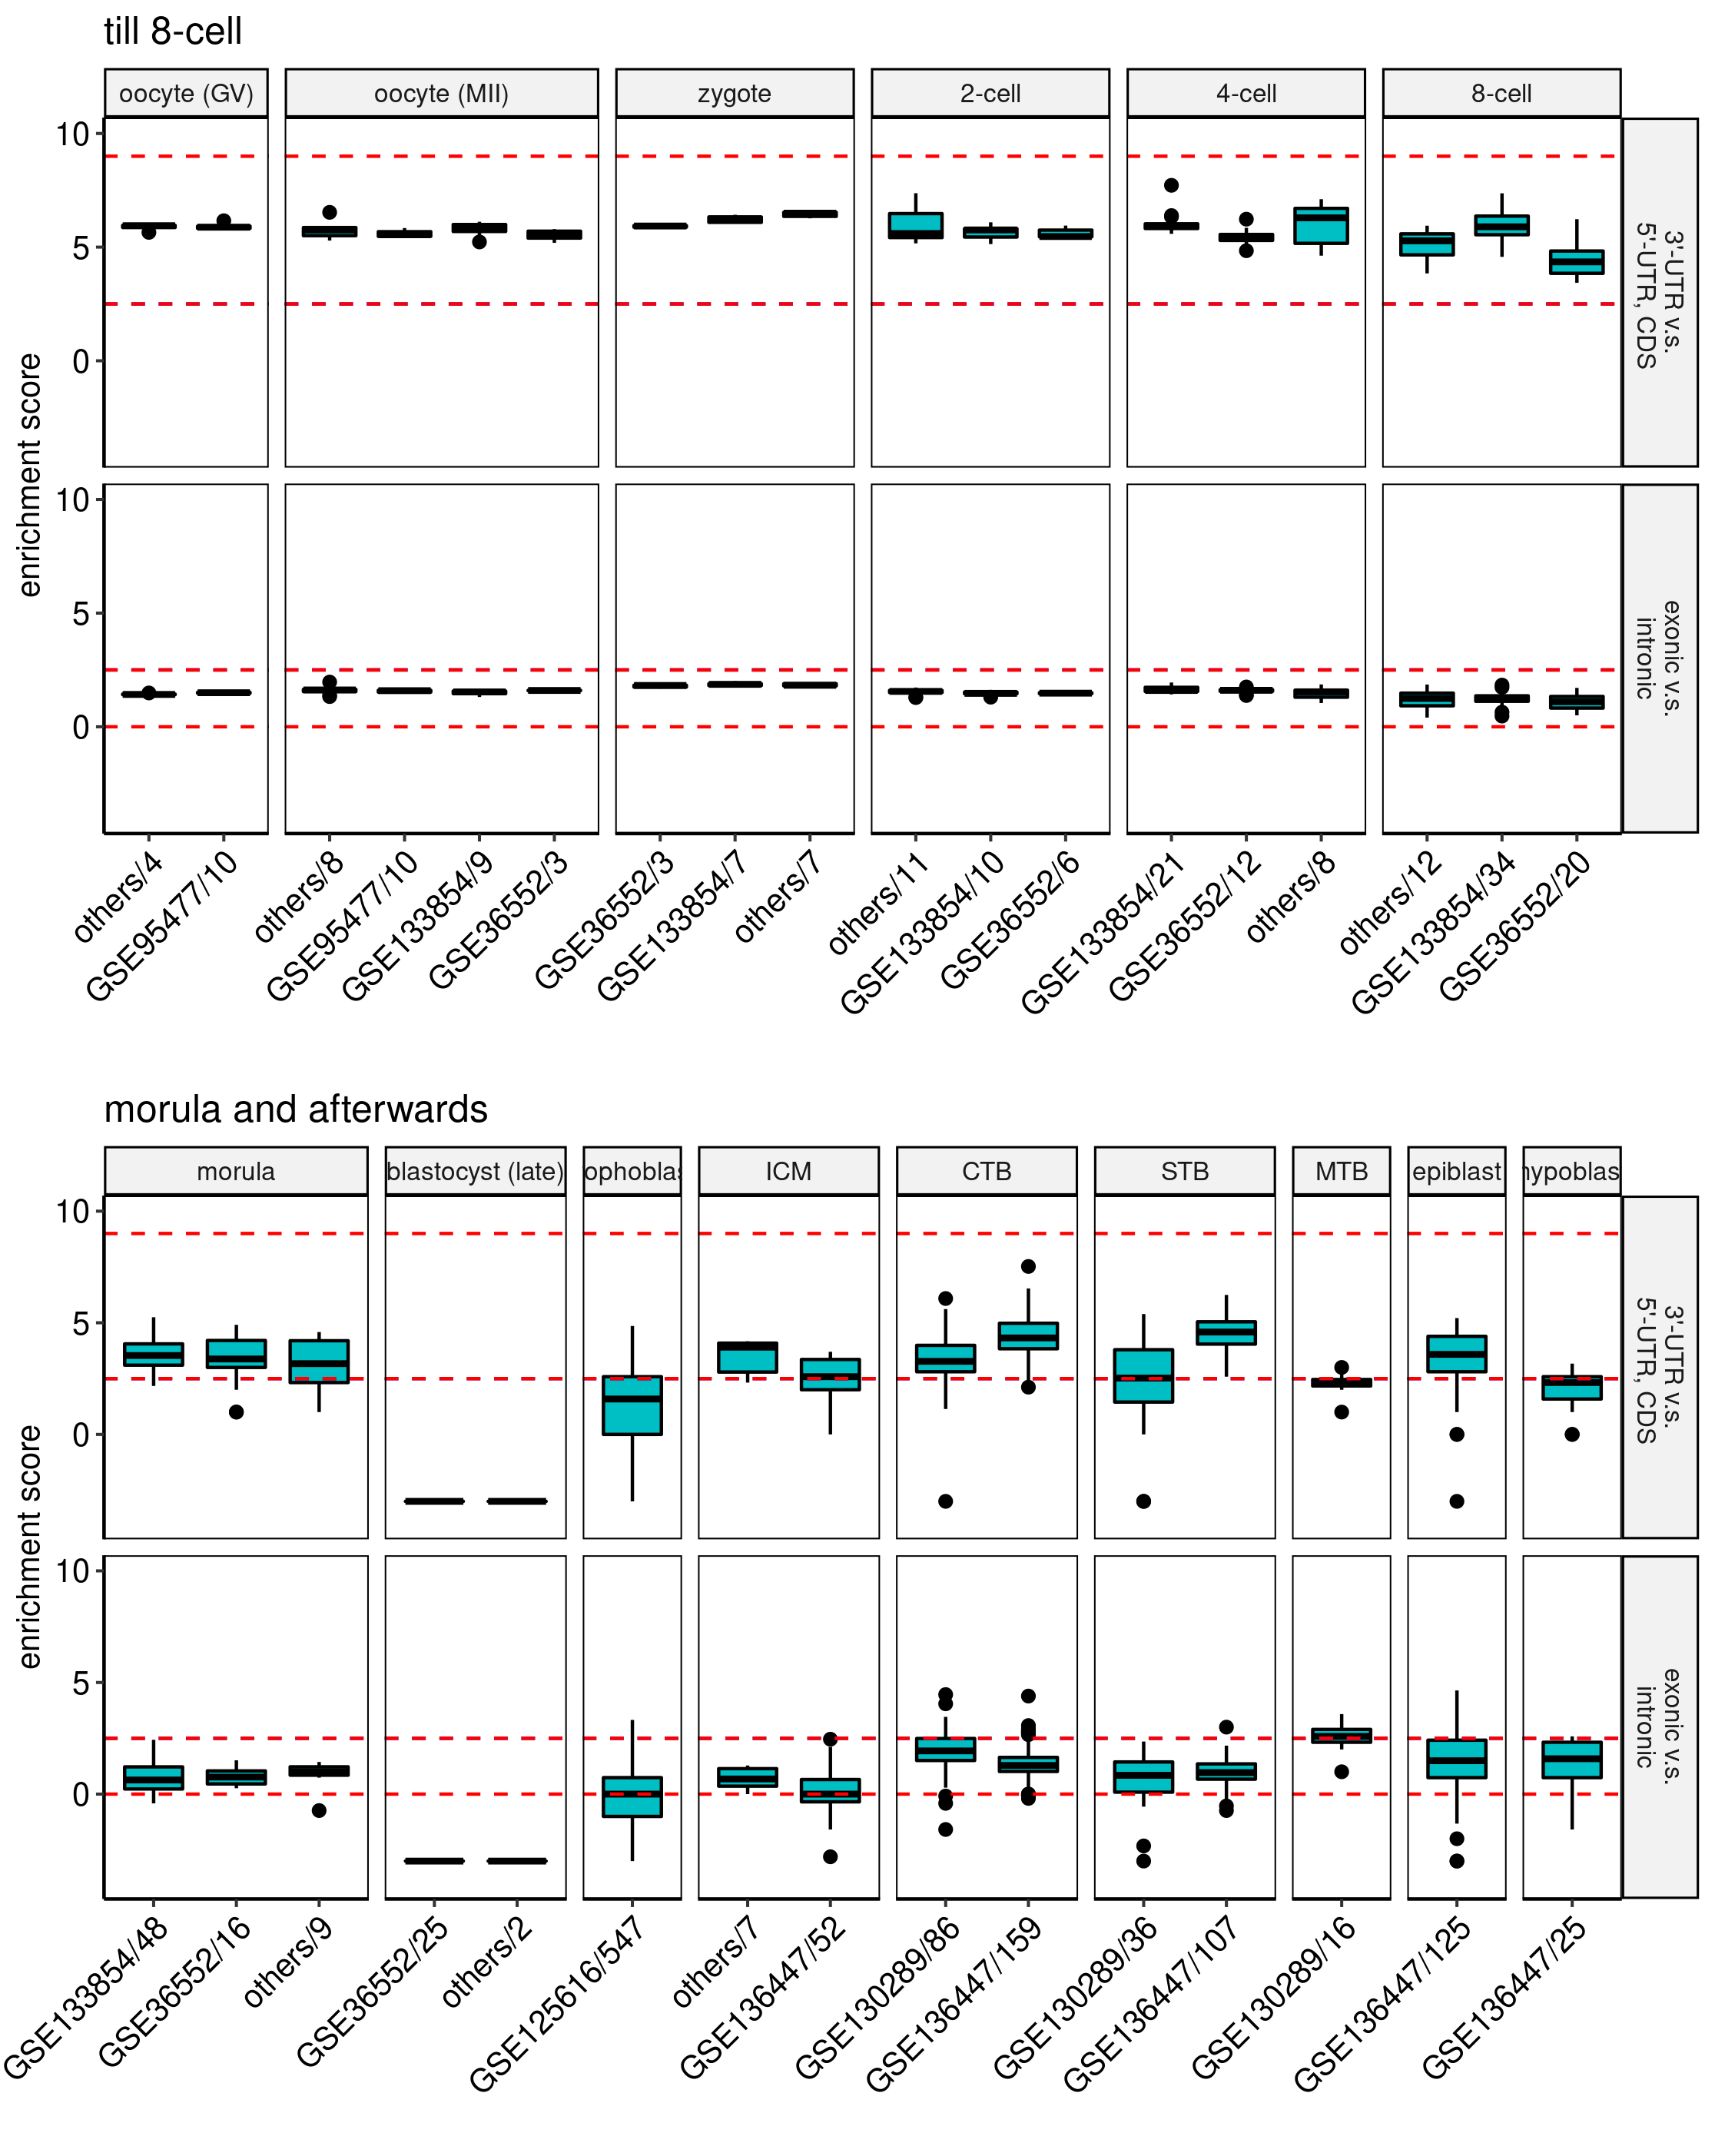 till 8-cell
oocyte (GV)
oocyte (MII)
zygote
2-cell
4-cell
8-cell
enrichment score
10
5
0
3'-UTR v.s.
5'-UTR, CDS
10
5
0
exonic v.s.
intronic
others/4
GSE95477/10
others/8
GSE95477/10
GSE133854/9
GSE36552/3
GSE36552/3
GSE133854/7
others/7
others/11
GSE133854/10
GSE36552/6
GSE133854/21
GSE36552/12
others/8
others/12
GSE133854/34
GSE36552/20
morula and afterwards
morula
blastocyst (late)
ophoblas
ICM
CTB
STB
MTB
epiblast
hypoblas
enrichment score
10
5
0
3'-UTR v.s.
5'-UTR, CDS
10
5
0
exonic v.s.
intronic
GSE133854/48
GSE36552/16
others/9
GSE36552/25
others/2
GSE125616/547
others/7
GSE136447/52
GSE130289/86
GSE136447/159
GSE130289/36
GSE136447/107
GSE130289/16
GSE136447/125
GSE136447/25